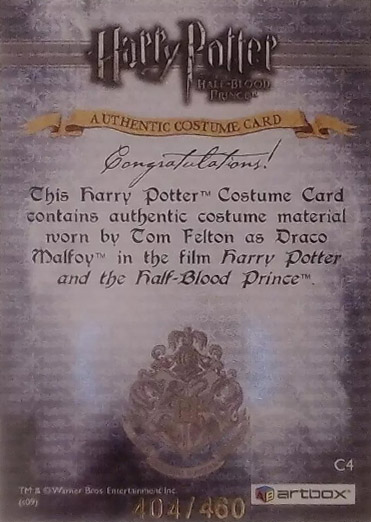 Harry Potter
HALF-BLOOD
PRINCE™
AUTHENTIC COSTUME CARD
Congratulations!
This Harry Potter™ Costume Card
contains authentic costume material
worn by Tom Felton as Draco
Malfoy™ in the film Harry Potter
and the Half-Blood Prince™.
C4
TM & © Warner Bros. Entertainment Inc.
(s09)
artbox™
404/460